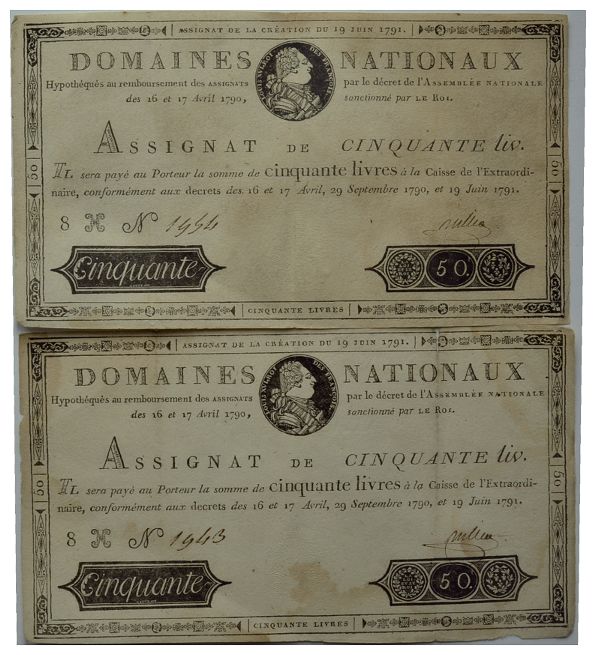 ASSIGNAT DE LA CRÉATION DU 19 JUIN 1791.
DOMAINES NATIONAUX
Hypothéqués au remboursement des ASSIGNATS par le décret de l'ASSEMBLÉE NATIONALE
des 16 et 17 Avril 1790, sanctionné par LE ROI.
ASSIGNAT DE CINQUANTE liv.
IL sera payé au Porteur la somme de cinquante livres à la Caisse de l'Extraordi-
naire, conformément aux decrets des 16 et 17 Avril, 29 Septembre 1790, et 19 Juin 1791.
8 H N 1954
Cinquante 50.
50
50
CINQUANTE LIVRES
ASSIGNAT DE LA CRÉATION DU 19 JUIN 1791.
DOMAINES NATIONAUX
Hypothéqués au remboursement des ASSIGNATS par le décret de l'ASSEMBLÉE NATIONALE
des 16 et 17 Avril 1790, sanctionné par LE ROI.
ASSIGNAT DE CINQUANTE liv.
IL sera payé au Porteur la somme de cinquante livres à la Caisse de l'Extraordi-
naire, conformément aux decrets des 16 et 17 Avril, 29 Septembre 1790, et 19 Juin 1791.
8 H N 1943
Cinquante 50.
50
50
CINQUANTE LIVRES